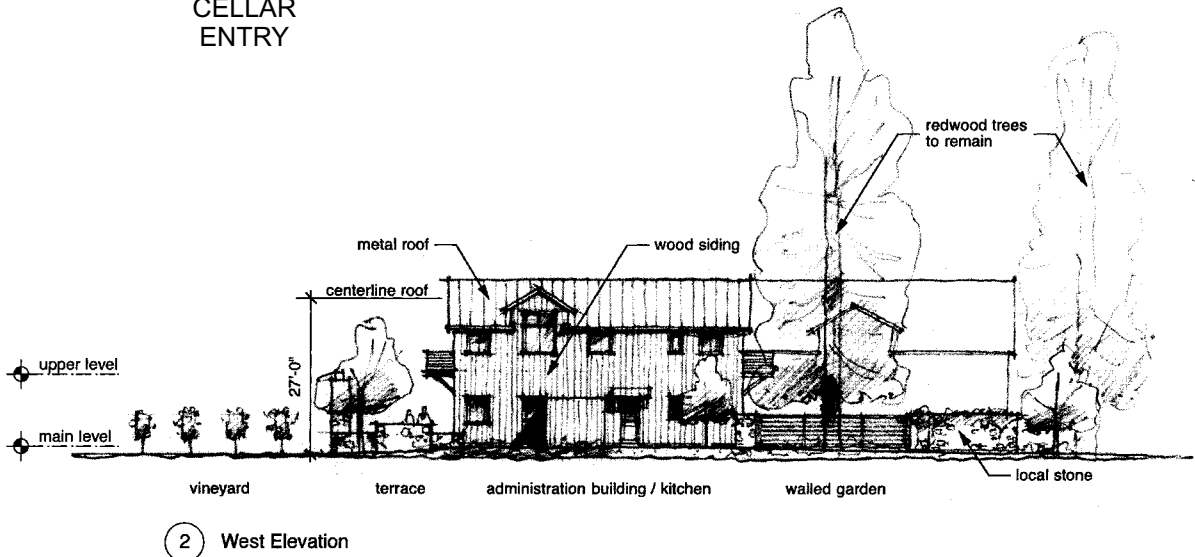 CELLAR
ENTRY
redwood trees
to remain
metal roof
wood siding
centerline roof
27'-0"
upper level
main level
local stone
vineyard
terrace
administration building / kitchen
walled garden
2 West Elevation